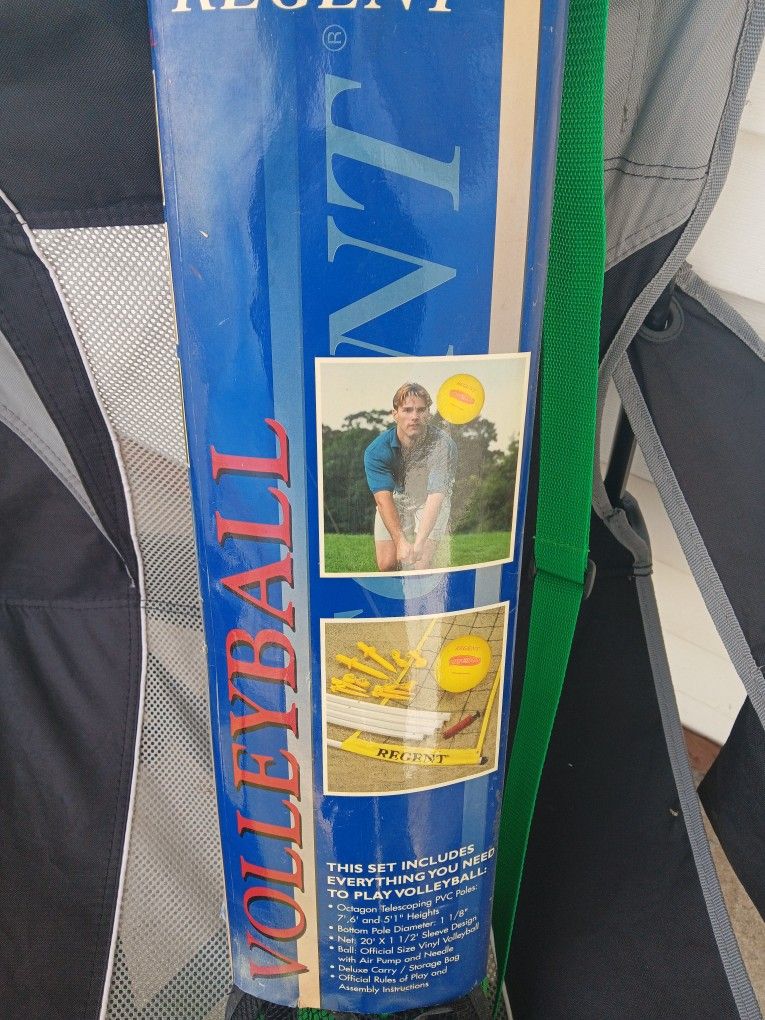 REGENT
®
VOLLEYBALL
REGENT
REGENT
THIS SET INCLUDES
EVERYTHING YOU NEED
TO PLAY VOLLEYBALL:
• Octagon Telescoping PVC Poles:
7',6' and 5'1" Heights
• Bottom Pole Diameter: 1 1/8"
• Net: 20' X 1 1/2' Sleeve Design
• Ball: Official Size Vinyl Volleyball
with Air Pump and Needle
• Deluxe Carry / Storage Bag
• Official Rules of Play and
Assembly Instructions